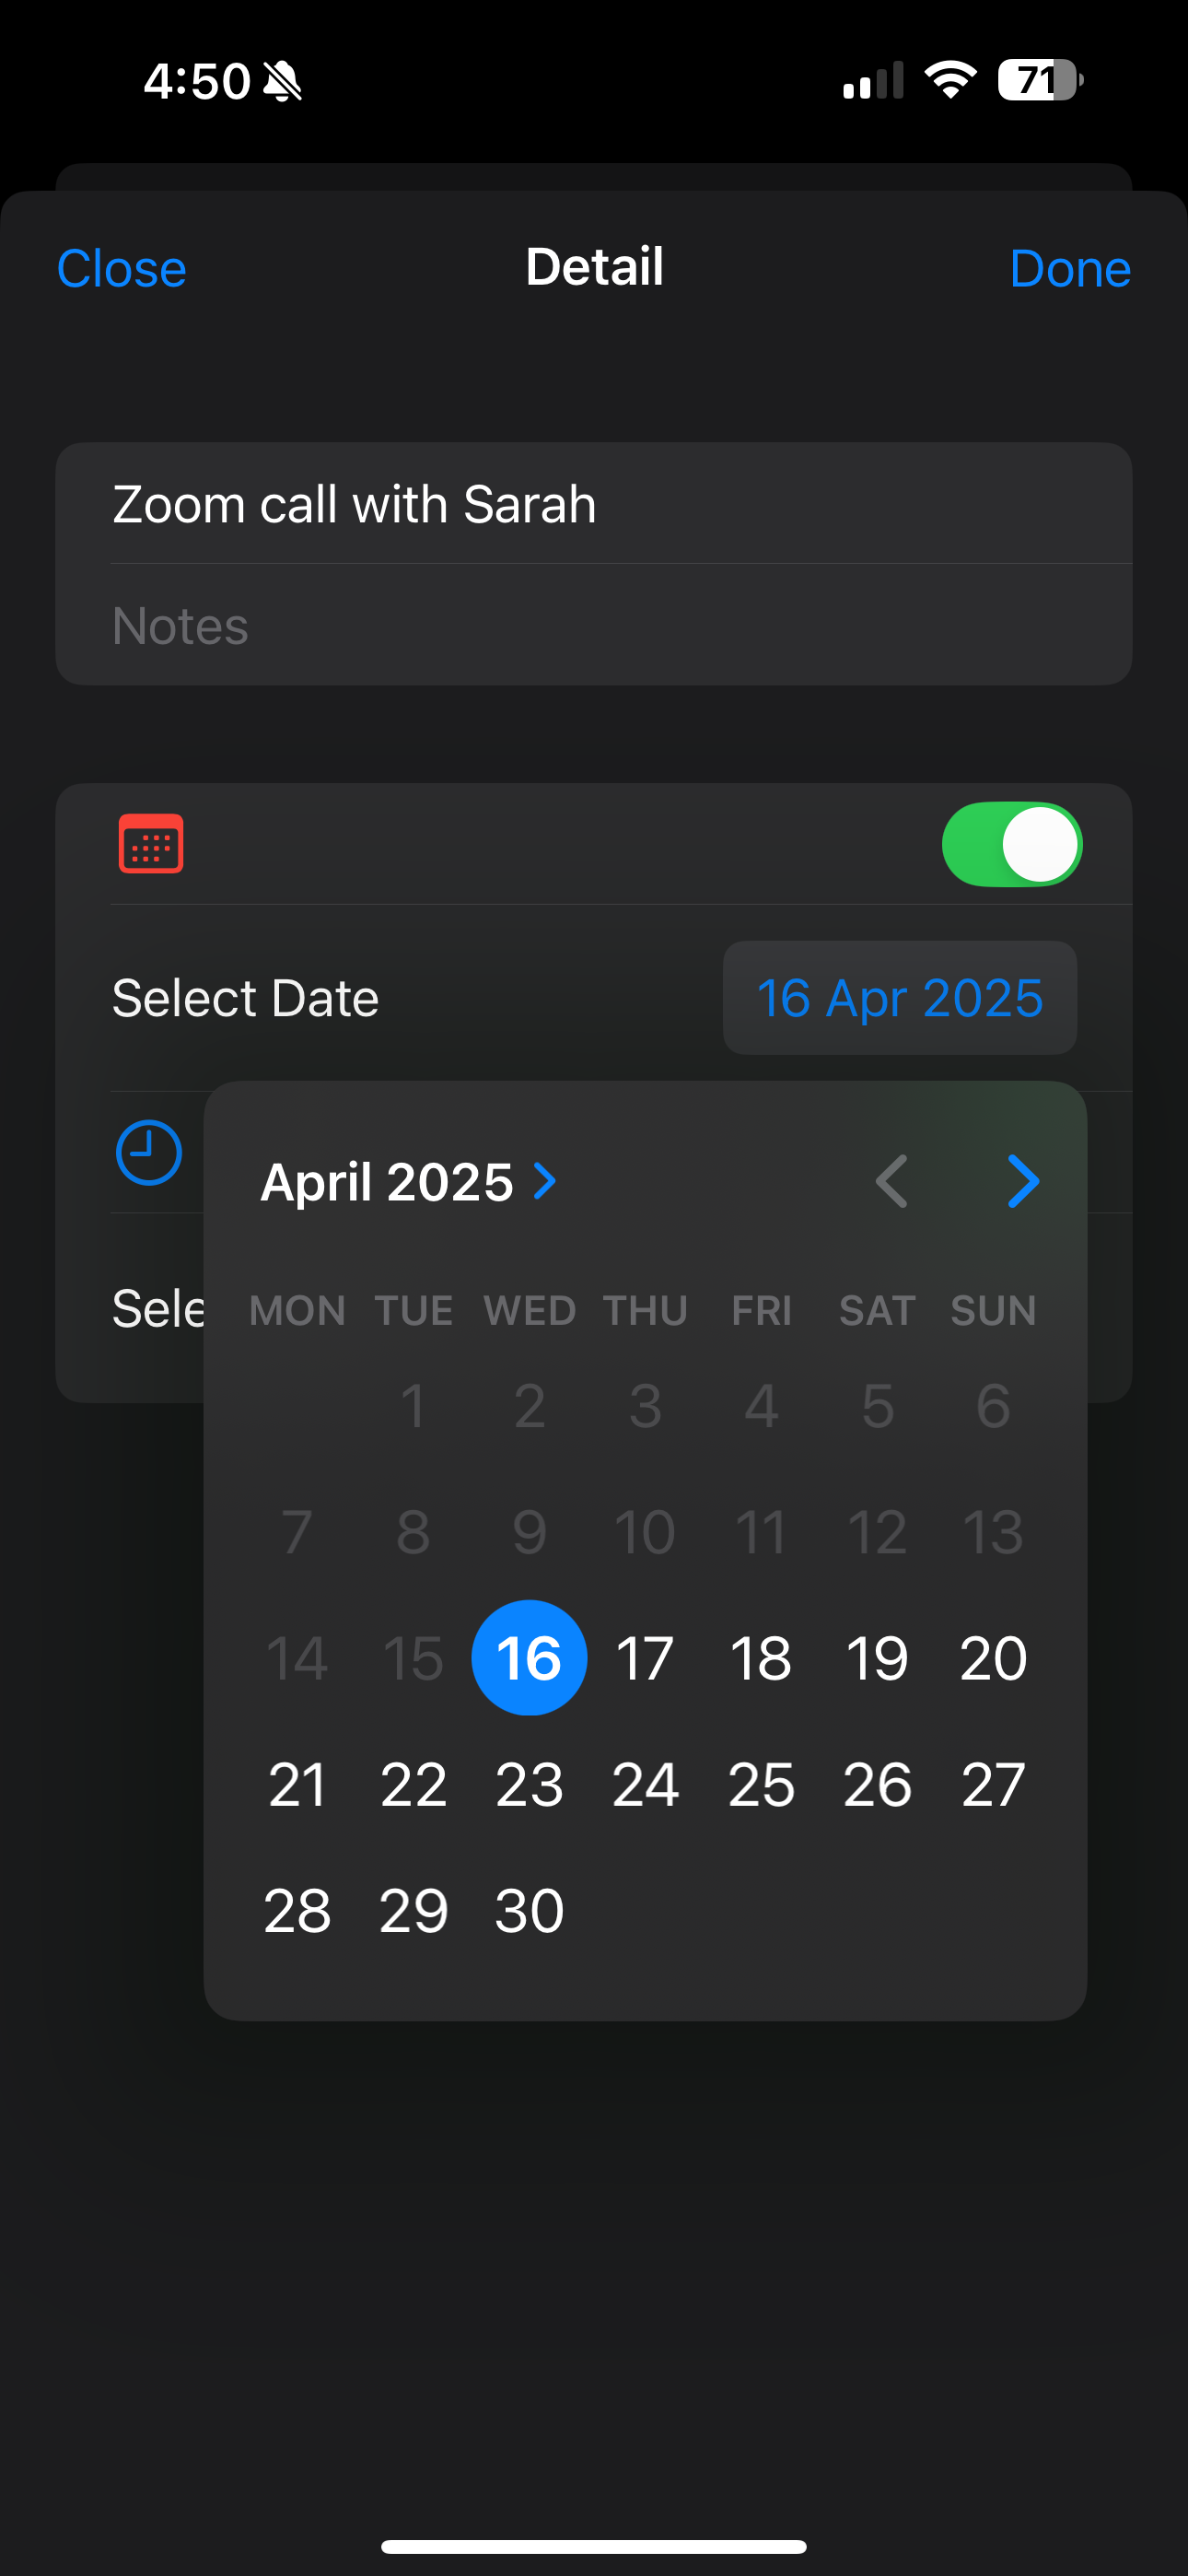 4:50
71
Close Detail Done
Zoom call with Sarah
Notes
Select Date 16 Apr 2025
April 2025
Sele
MON TUE WED THU FRI SAT SUN
1 2 3 4 5 6
7 8 9 10 11 12 13
14 15 16 17 18 19 20
21 22 23 24 25 26 27
28 29 30